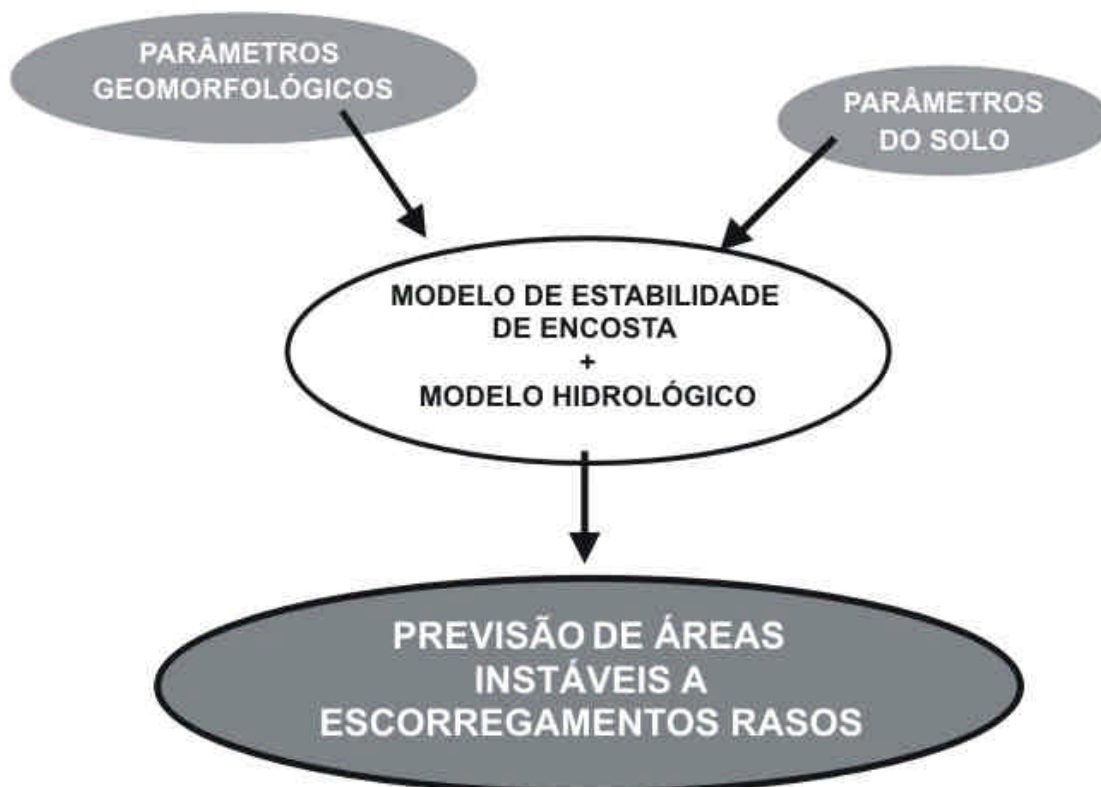 PARÂMETROS
GEOMORFOLÓGICOS
PARÂMETROS
DO SOLO
MODELO DE ESTABILIDADE
DE ENCOSTA
+
MODELO HIDROLÓGICO
PREVISÃO DE ÁREAS
INSTÁVEIS A
ESCORREGAMENTOS RASOS